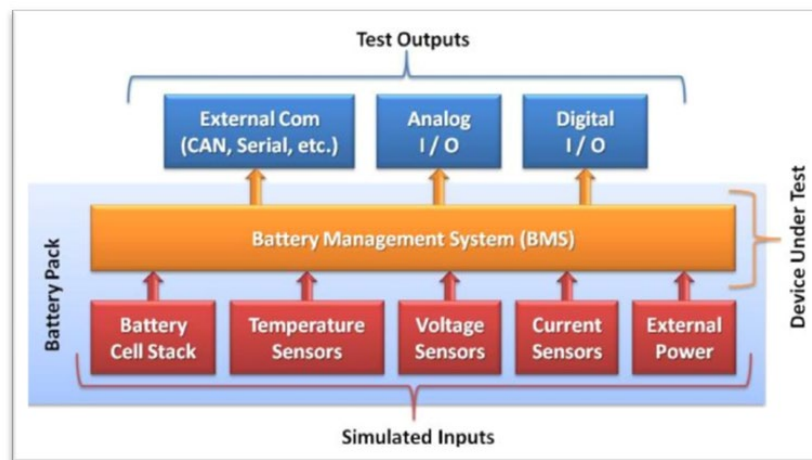 Test Outputs
External Com
(CAN, Serial, etc.)
Analog
I / O
Digital
I / O
Battery Management System (BMS)
Battery Pack
Device Under Test
Battery
Cell Stack
Temperature
Sensors
Voltage
Sensors
Current
Sensors
External
Power
Simulated Inputs